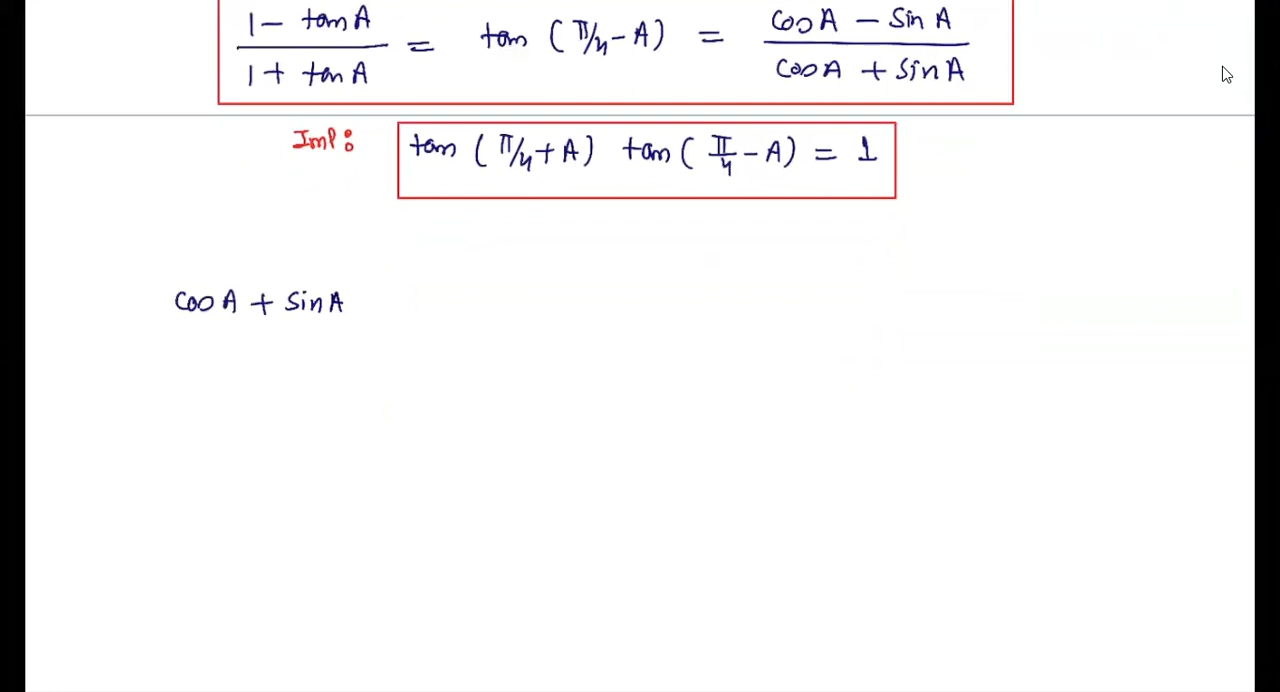 1 - tan A / 1 + tan A = tan (π/4 - A) = cos A - sin A / cos A + sin A
Imp: tan (π/4 + A) tan (π/4 - A) = 1
cos A + sin A